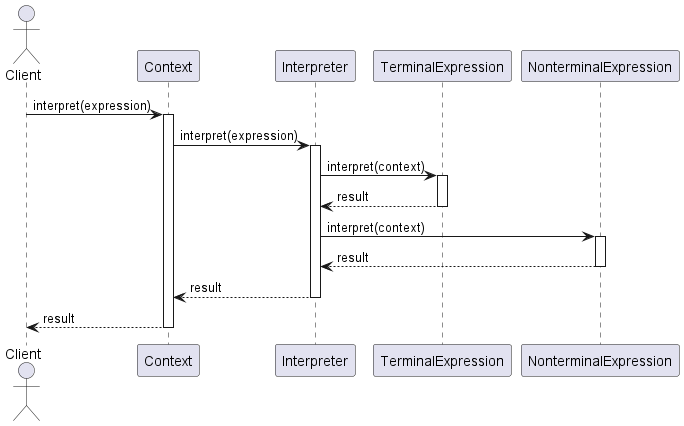 Client
Context
Interpreter
TerminalExpression
NonterminalExpression
interpret(expression)
interpret(expression)
interpret(context)
result
interpret(context)
result
result
result
Client
Context
Interpreter
TerminalExpression
NonterminalExpression